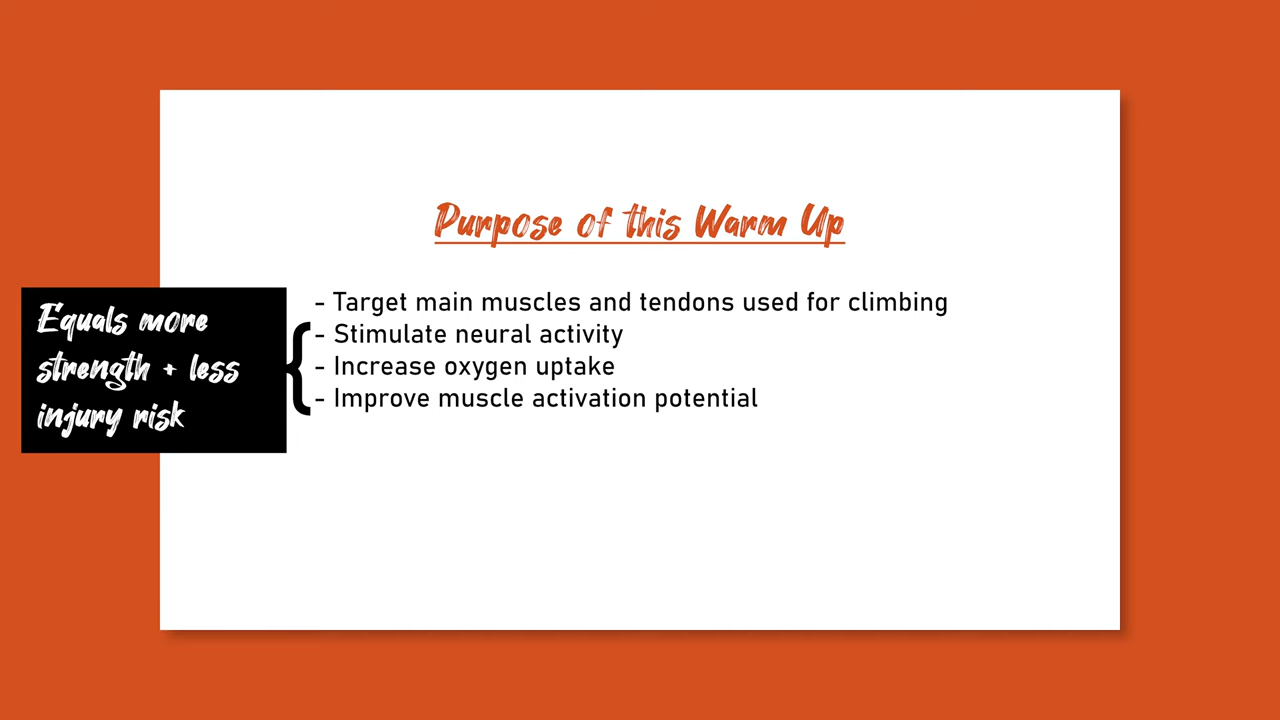 Purpose of this Warm Up
- Target main muscles and tendons used for climbing
- Stimulate neural activity
- Increase oxygen uptake
- Improve muscle activation potential
Equals more
strength + less
injury risk
{